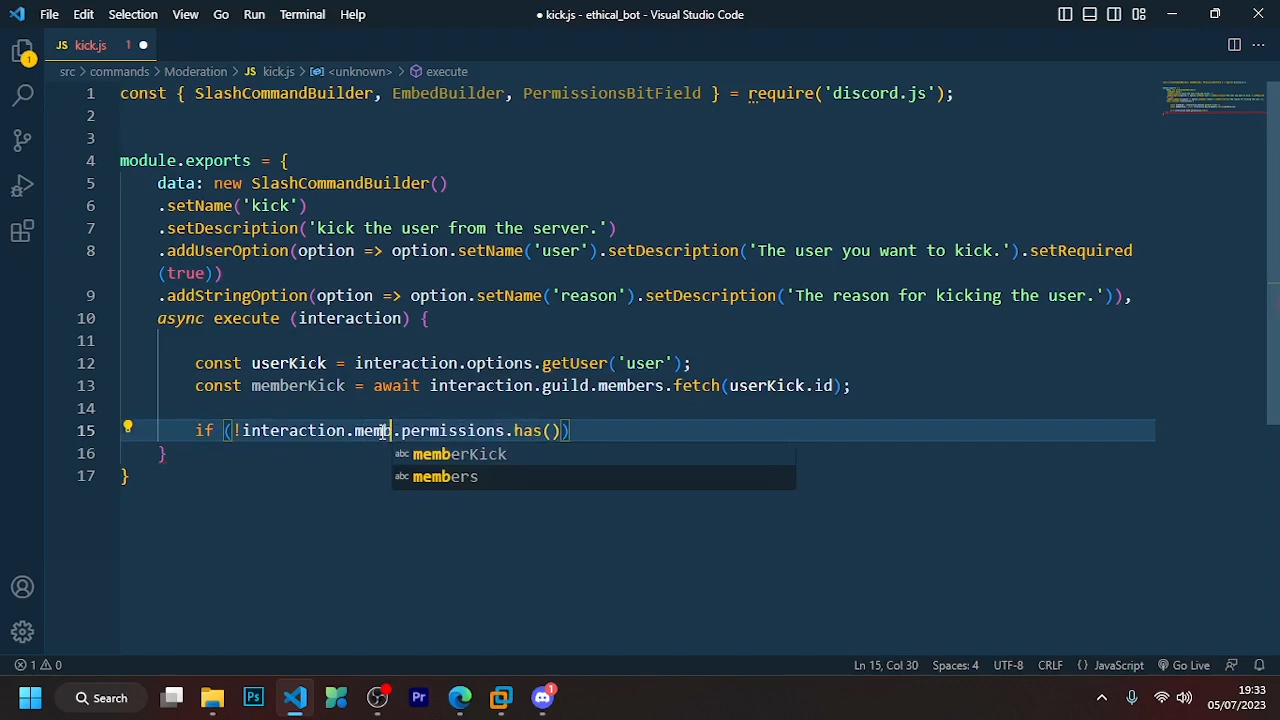 File Edit Selection View Go Run Terminal Help
● kick.js - ethical_bot - Visual Studio Code
JS kick.js 1
src > commands > Moderation > JS kick.js > <unknown> > execute
1 const { SlashCommandBuilder, EmbedBuilder, PermissionsBitField } = require('discord.js');
2
3
4 module.exports = {
5 data: new SlashCommandBuilder()
6 .setName('kick')
7 .setDescription('kick the user from the server.')
8 .addUserOption(option => option.setName('user').setDescription('The user you want to kick.').setRequired
(true))
9 .addStringOption(option => option.setName('reason').setDescription('The reason for kicking the user.')),
10 async execute (interaction) {
11
12 const userKick = interaction.options.getUser('user');
13 const memberKick = await interaction.guild.members.fetch(userKick.id);
14
15 if (!interaction.memb.permissions.has())
16 }
abc memberKick
17 }
abc members
1
1 0
Ln 15, Col 30 Spaces: 4 UTF-8 CRLF {} JavaScript Go Live
Search
Ps
Pr
1
19:33
05/07/2023